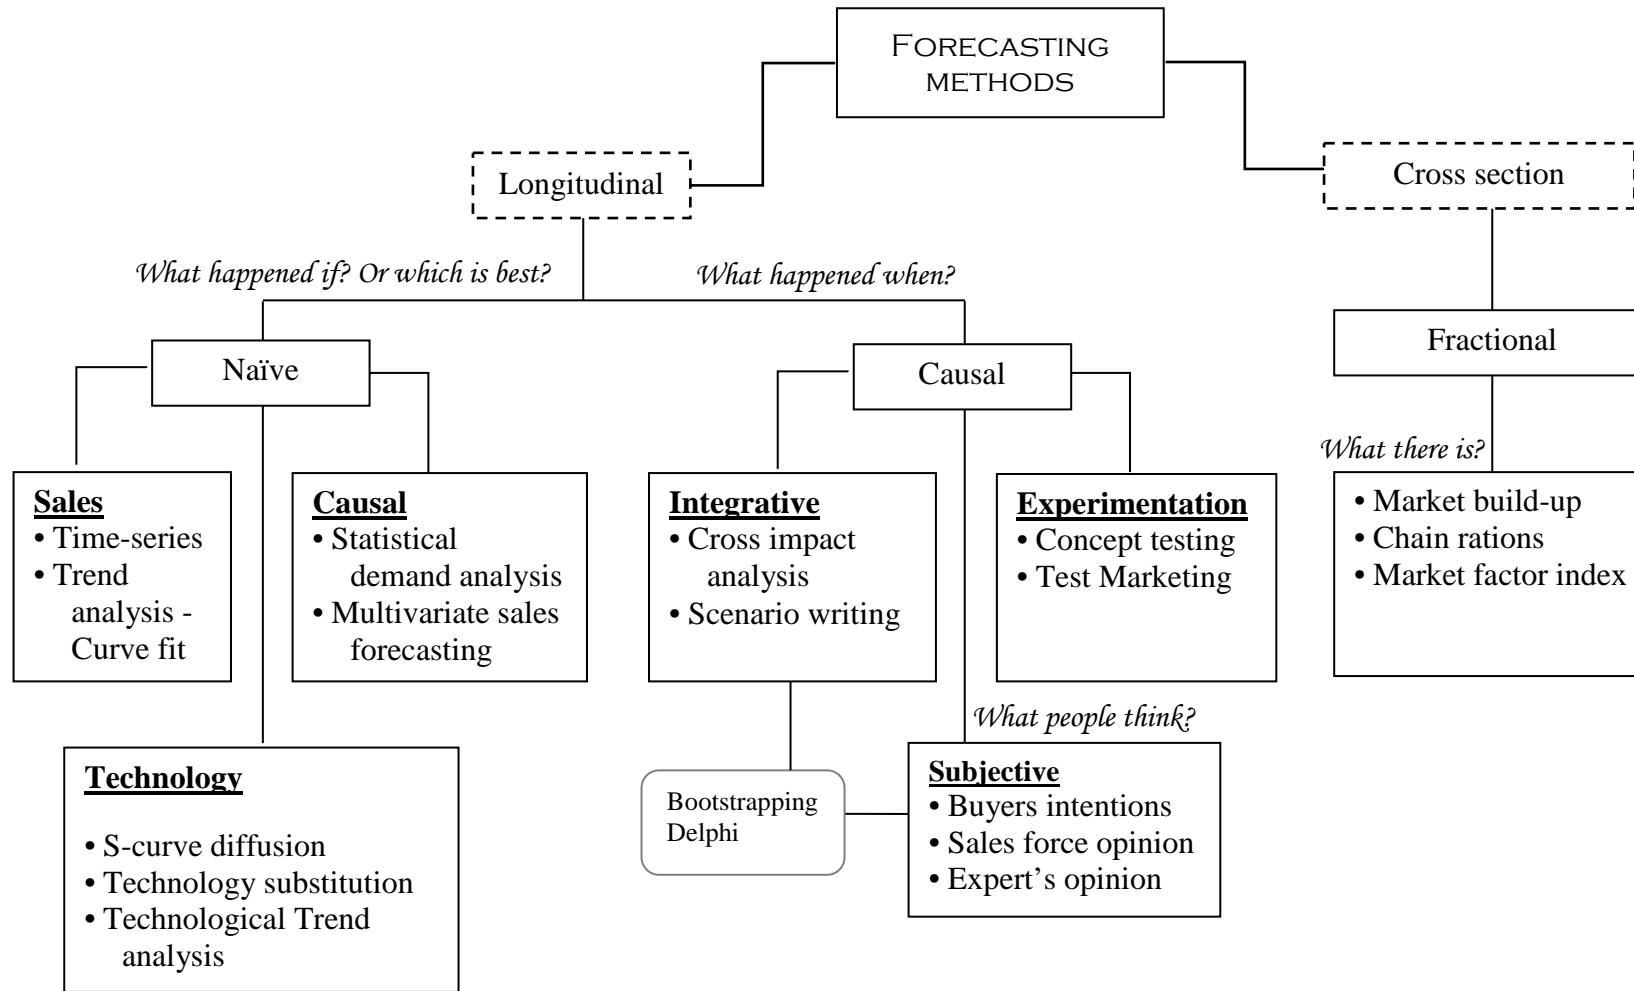 FORECASTING
METHODS
Longitudinal
Cross section
What happened if? Or which is best?
What happened when?
Naïve
Causal
Fractional
What there is?
Sales
• Time-series
• Trend
analysis -
Curve fit
Causal
• Statistical
demand analysis
• Multivariate sales
forecasting
Integrative
• Cross impact
analysis
• Scenario writing
Experimentation
• Concept testing
• Test Marketing
• Market build-up
• Chain rations
• Market factor index
What people think?
Technology
• S-curve diffusion
• Technology substitution
• Technological Trend
analysis
Bootstrapping
Delphi
Subjective
• Buyers intentions
• Sales force opinion
• Expert’s opinion